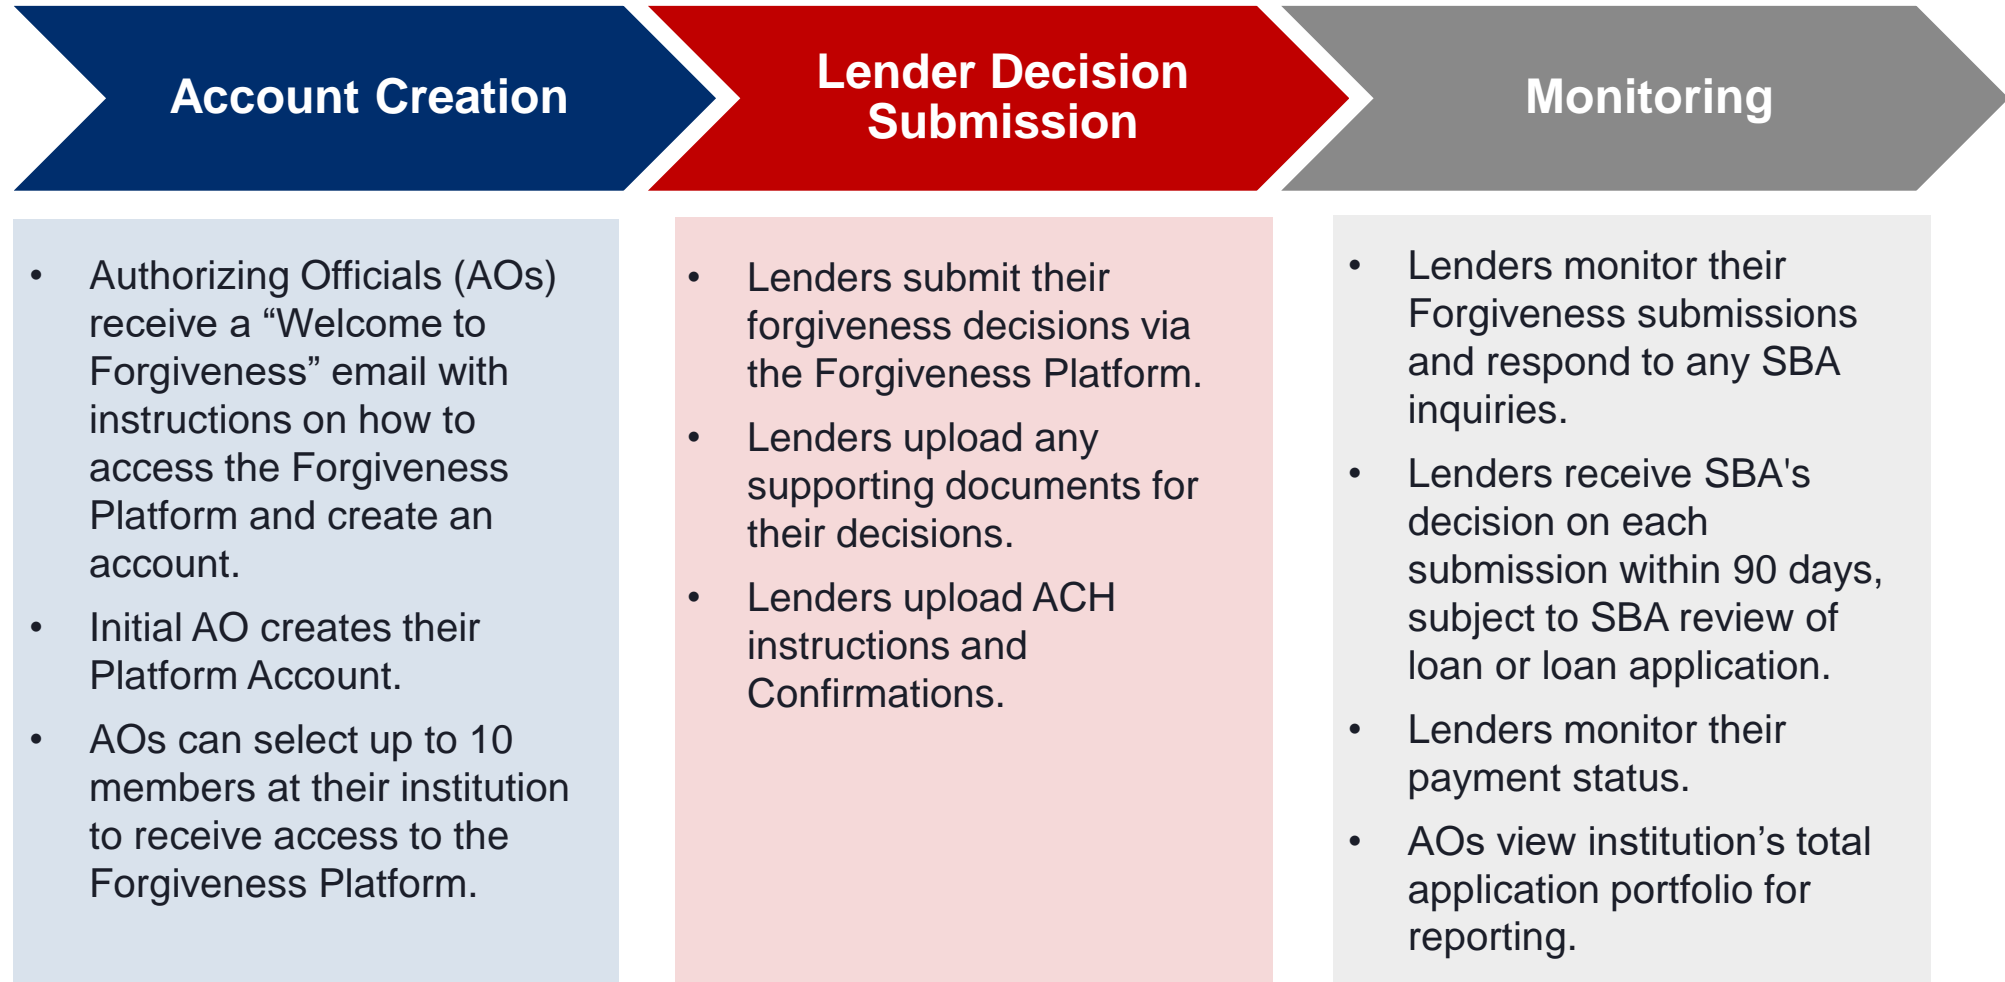 Account Creation
Lender Decision
Submission
Monitoring
• Authorizing Officials (AOs)
receive a “Welcome to
Forgiveness” email with
instructions on how to
access the Forgiveness
Platform and create an
account.
• Initial AO creates their
Platform Account.
• AOs can select up to 10
members at their institution
to receive access to the
Forgiveness Platform.
• Lenders submit their
forgiveness decisions via
the Forgiveness Platform.
• Lenders upload any
supporting documents for
their decisions.
• Lenders upload ACH
instructions and
Confirmations.
• Lenders monitor their
Forgiveness submissions
and respond to any SBA
inquiries.
• Lenders receive SBA's
decision on each
submission within 90 days,
subject to SBA review of
loan or loan application.
• Lenders monitor their
payment status.
• AOs view institution’s total
application portfolio for
reporting.